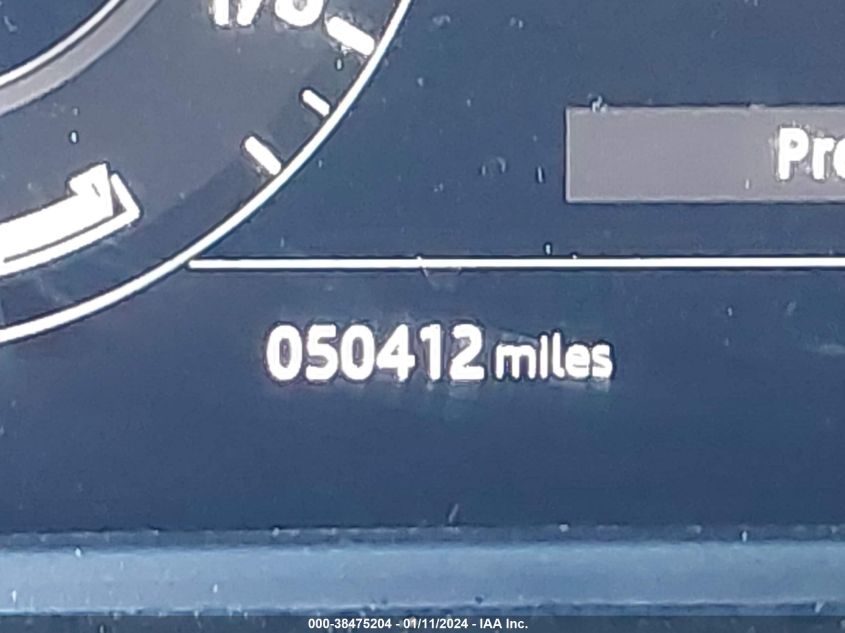 050412 miles
000-38475204 - 01/11/2024 - IAA Inc.